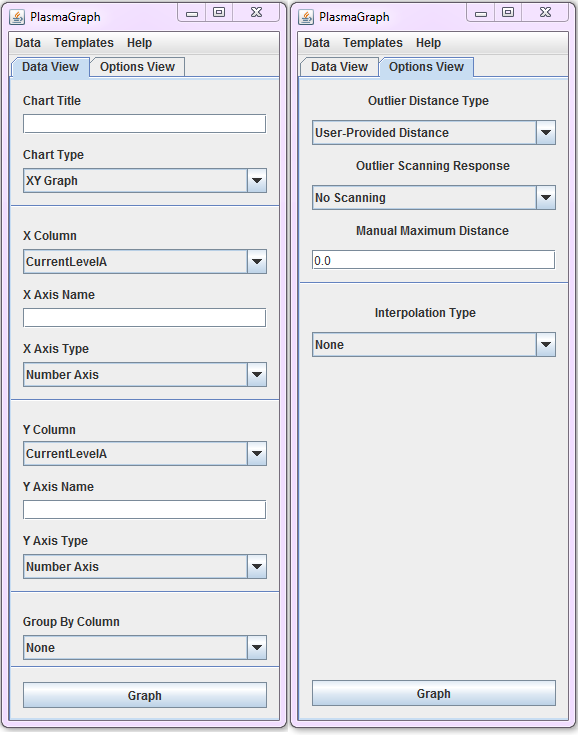 PlasmaGraph
Data Templates Help
Data View Options View
Chart Title
Chart Type
XY Graph
X Column
CurrentLevelA
X Axis Name
X Axis Type
Number Axis
Y Column
CurrentLevelA
Y Axis Name
Y Axis Type
Number Axis
Group By Column
None
Graph
PlasmaGraph
Data Templates Help
Data View Options View
Outlier Distance Type
User-Provided Distance
Outlier Scanning Response
No Scanning
Manual Maximum Distance
0.0
Interpolation Type
None
Graph